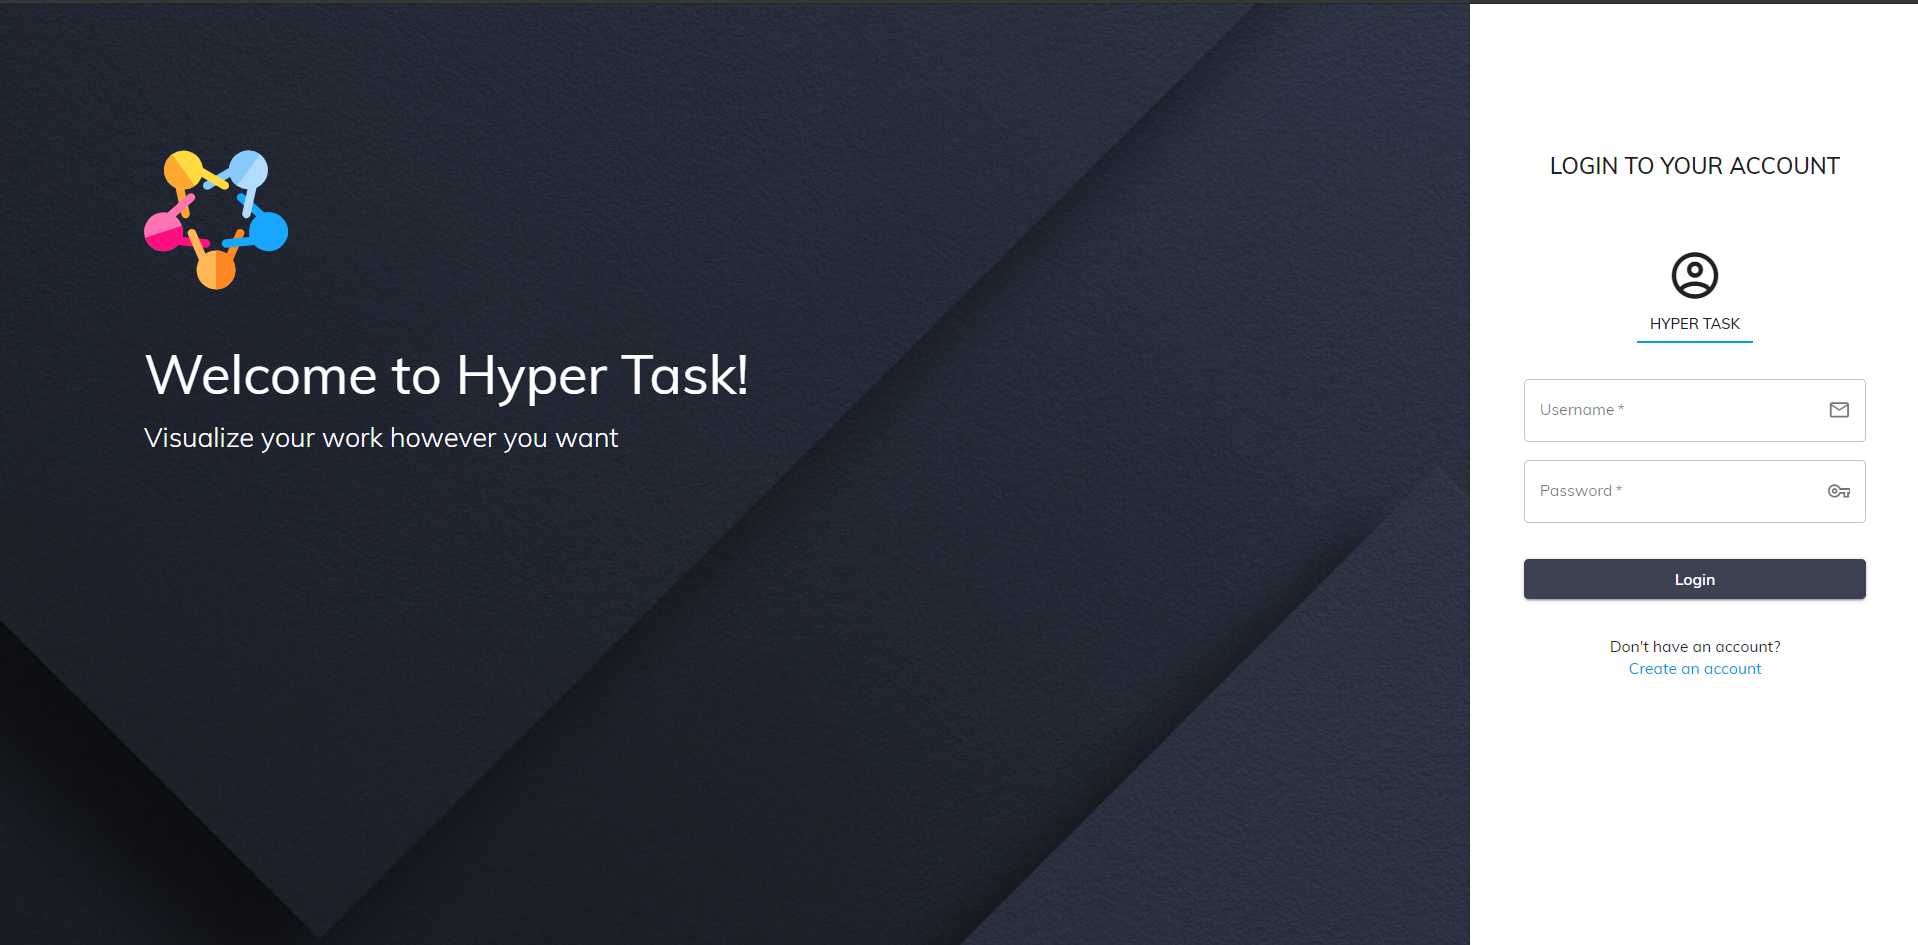 Welcome to Hyper Task!
Visualize your work however you want
LOGIN TO YOUR ACCOUNT
HYPER TASK
Username *
Password *
Login
Don't have an account?
Create an account